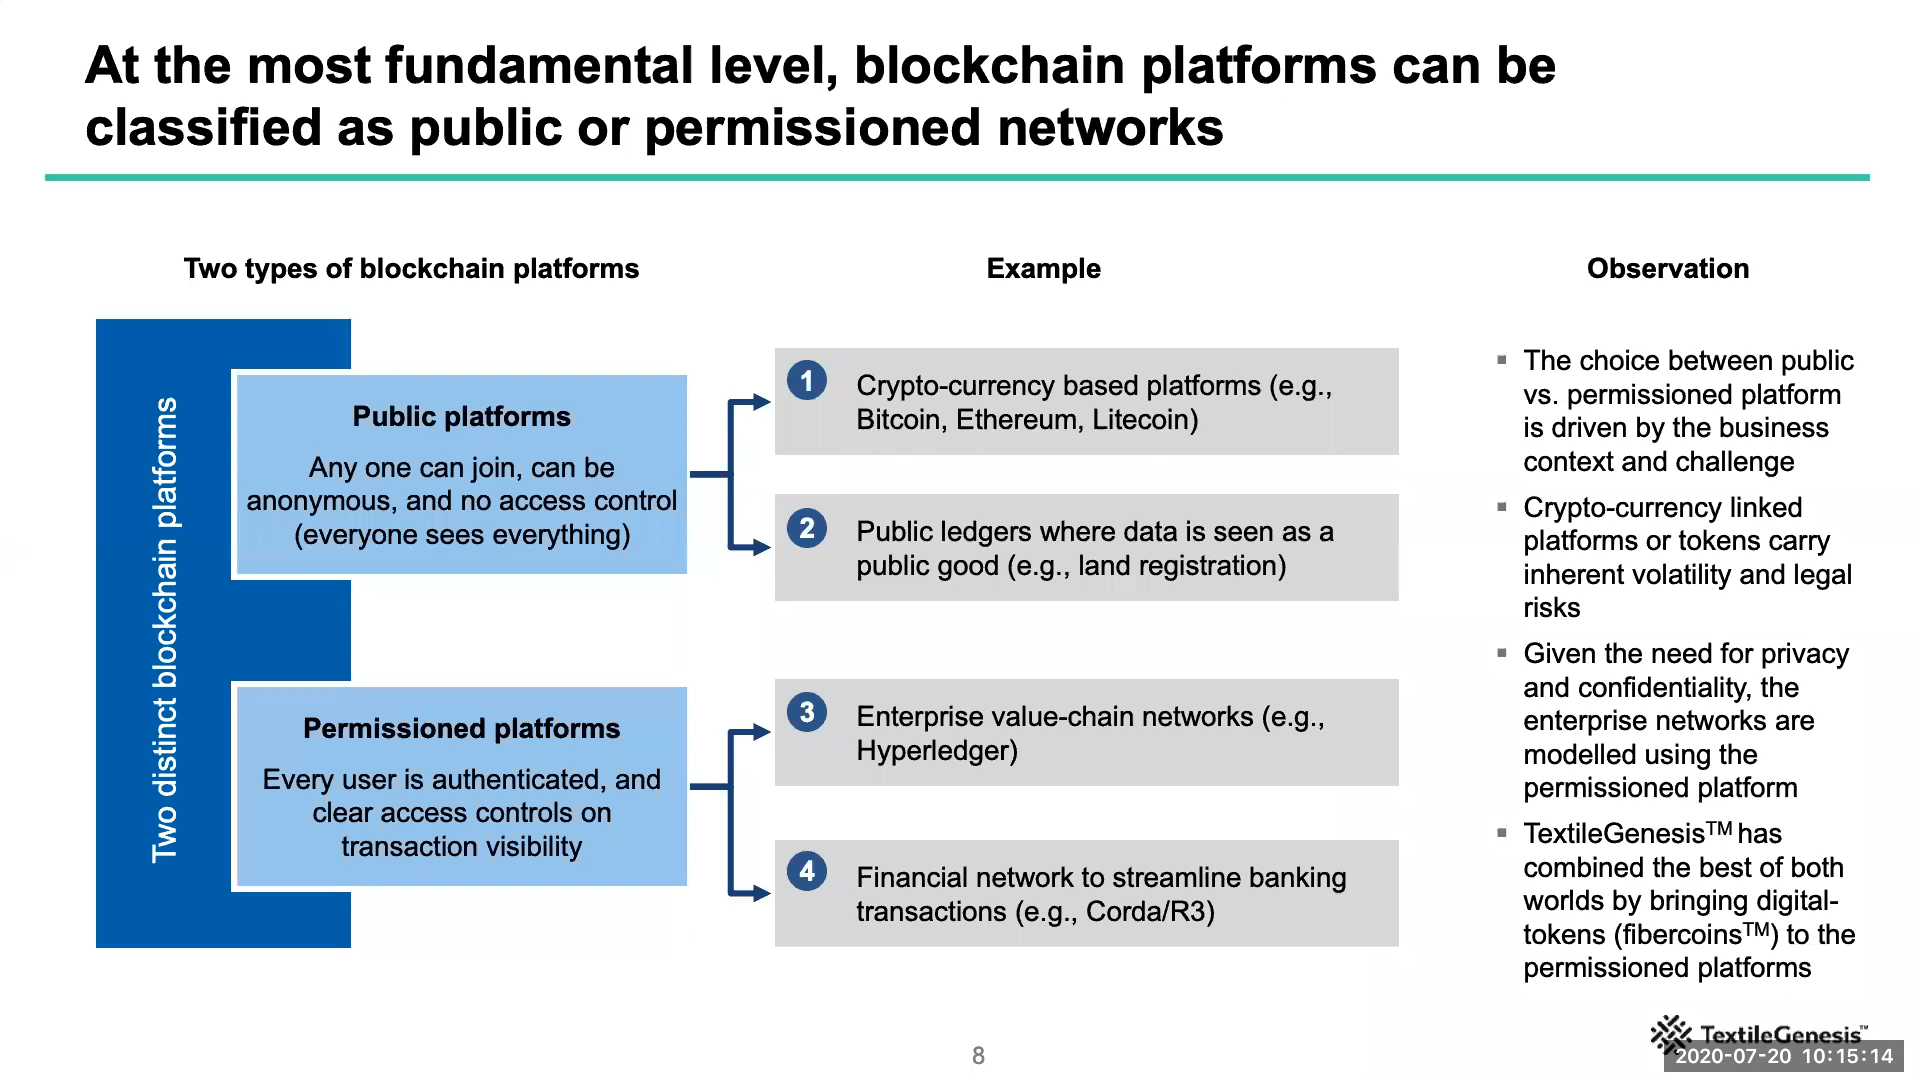 At the most fundamental level, blockchain platforms can be
classified as public or permissioned networks
Two types of blockchain platforms
Two distinct blockchain platforms
Public platforms
Any one can join, can be
anonymous, and no access control
(everyone sees everything)
Permissioned platforms
Every user is authenticated, and
clear access controls on
transaction visibility
Example
1
Crypto-currency based platforms (e.g.,
Bitcoin, Ethereum, Litecoin)
2
Public ledgers where data is seen as a
public good (e.g., land registration)
3
Enterprise value-chain networks (e.g.,
Hyperledger)
4
Financial network to streamline banking
transactions (e.g., Corda/R3)
Observation
▪ The choice between public
vs. permissioned platform
is driven by the business
context and challenge
▪ Crypto-currency linked
platforms or tokens carry
inherent volatility and legal
risks
▪ Given the need for privacy
and confidentiality, the
enterprise networks are
modelled using the
permissioned platform
▪ TextileGenesis™ has
combined the best of both
worlds by bringing digital-
tokens (fibercoins™) to the
permissioned platforms
8
TextileGenesis™
2020-07-20 10:15:14